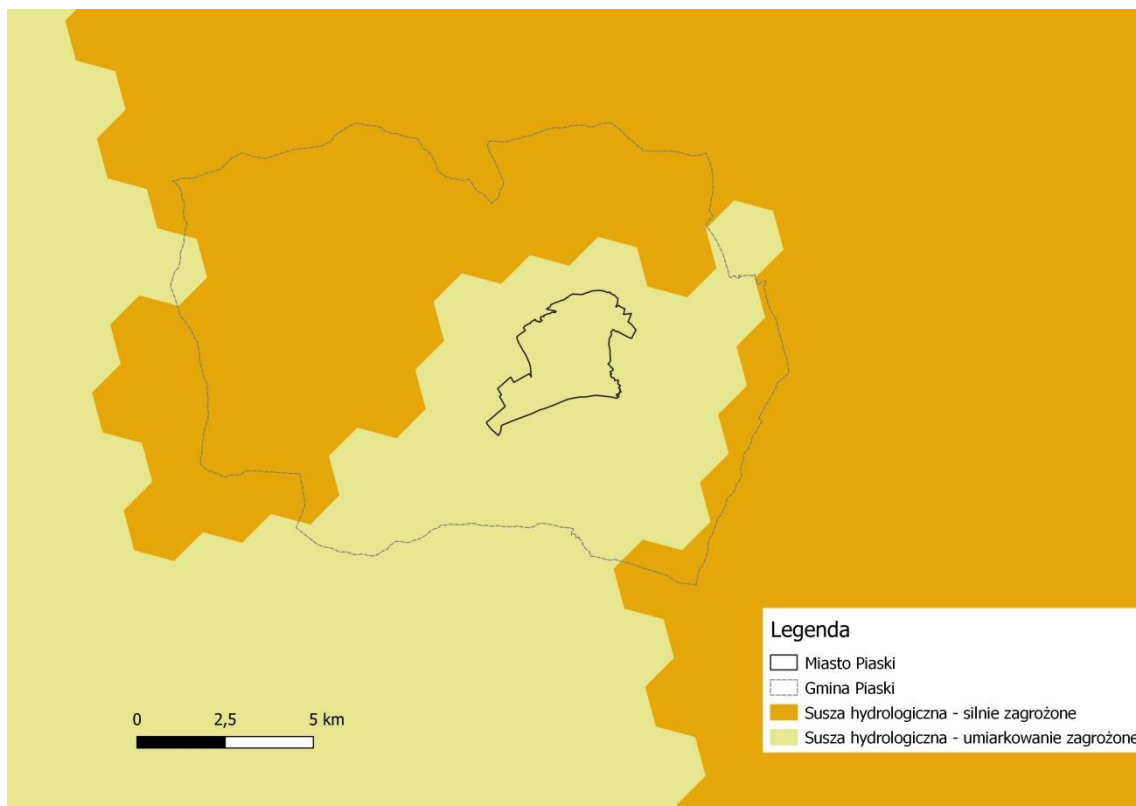 Legenda
Miasto Piaski
Gmina Piaski
Susza hydrologiczna - silnie zagrożone
Susza hydrologiczna - umiarkowanie zagrożone
0 2,5 5 km